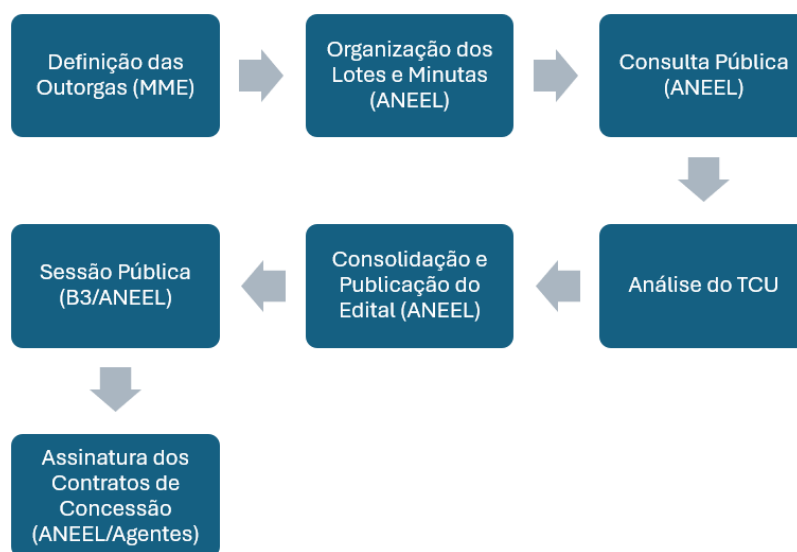 Definição das
Outorgas (MME)
Organização dos
Lotes e Minutas
(ANEEL)
Consulta Pública
(ANEEL)
Análise do TCU
Consolidação e
Publicação do
Edital (ANEEL)
Sessão Pública
(B3/ANEEL)
Assinatura dos
Contratos de
Concessão
(ANEEL/Agentes)